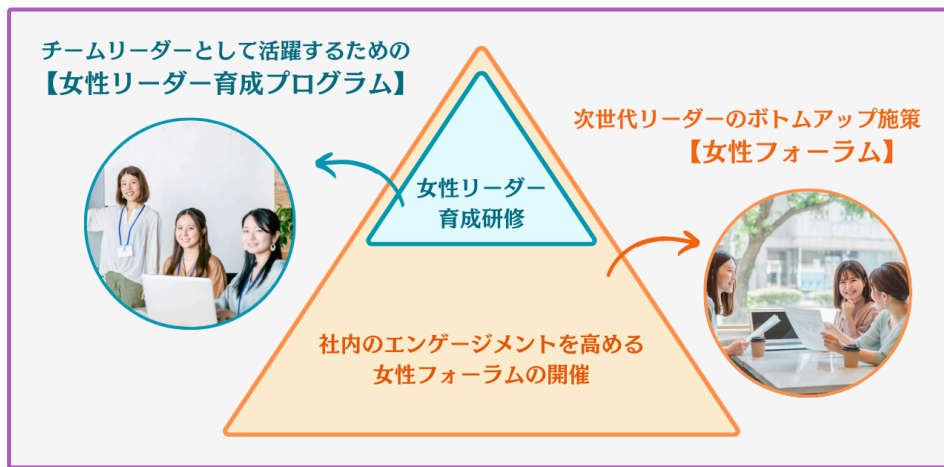 チームリーダーとして活躍するための
【女性リーダー育成プログラム】
次世代リーダーのボトムアップ施策
【女性フォーラム】
女性リーダー
育成研修
社内のエンゲージメントを高める
女性フォーラムの開催